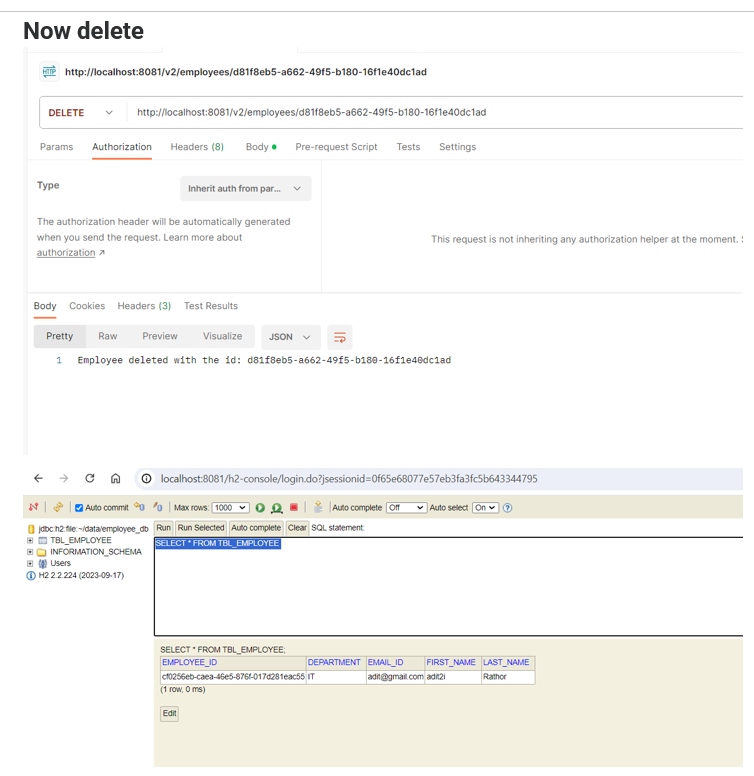 Now delete
HTTP http://localhost:8081/v2/employees/d81f8eb5-a662-49f5-b180-16f1e40dc1ad
DELETE http://localhost:8081/v2/employees/d81f8eb5-a662-49f5-b180-16f1e40dc1ad
Params Authorization Headers (8) Body Pre-request Script Tests Settings
Type Inherit auth from par...
The authorization header will be automatically generated
when you send the request. Learn more about
authorization ↗
This request is not inheriting any authorization helper at the moment. S
Body Cookies Headers (3) Test Results
Pretty Raw Preview Visualize JSON
1 Employee deleted with the id: d81f8eb5-a662-49f5-b180-16f1e40dc1ad
localhost:8081/h2-console/login.do?jsessionid=0f65e68077e57eb3fa3fc5b643344795
Auto commit Max rows: 1000 Auto complete Off Auto select On ?
jdbc:h2:file:~/data/employee_db
TBL_EMPLOYEE
INFORMATION_SCHEMA
Users
H2 2.2.224 (2023-09-17)
Run Run Selected Auto complete Clear SQL statement:
SELECT * FROM TBL_EMPLOYEE
SELECT * FROM TBL_EMPLOYEE;
EMPLOYEE_ID DEPARTMENT EMAIL_ID FIRST_NAME LAST_NAME
cf0256eb-caea-46e5-876f-017d281eac55 IT adit@gmail.com adit2i Rathor
(1 row, 0 ms)
Edit